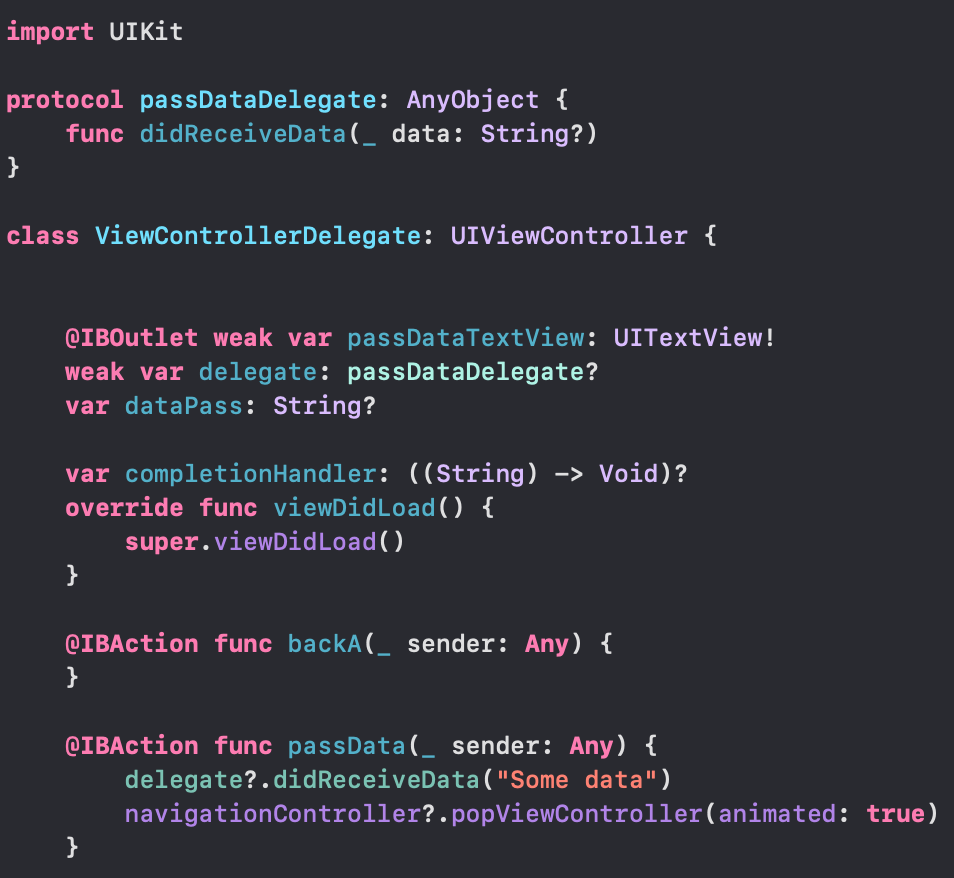 import UIKit
protocol passDataDelegate: AnyObject {
    func didReceiveData(_ data: String?)
}
class ViewControllerDelegate: UIViewController {
    @IBOutlet weak var passDataTextView: UITextView!
    weak var delegate: passDataDelegate?
    var dataPass: String?
    var completionHandler: ((String) -> Void)?
    override func viewDidLoad() {
        super.viewDidLoad()
    }
    @IBAction func backA(_ sender: Any) {
    }
    @IBAction func passData(_ sender: Any) {
        delegate?.didReceiveData("Some data")
        navigationController?.popViewController(animated: true)
    }